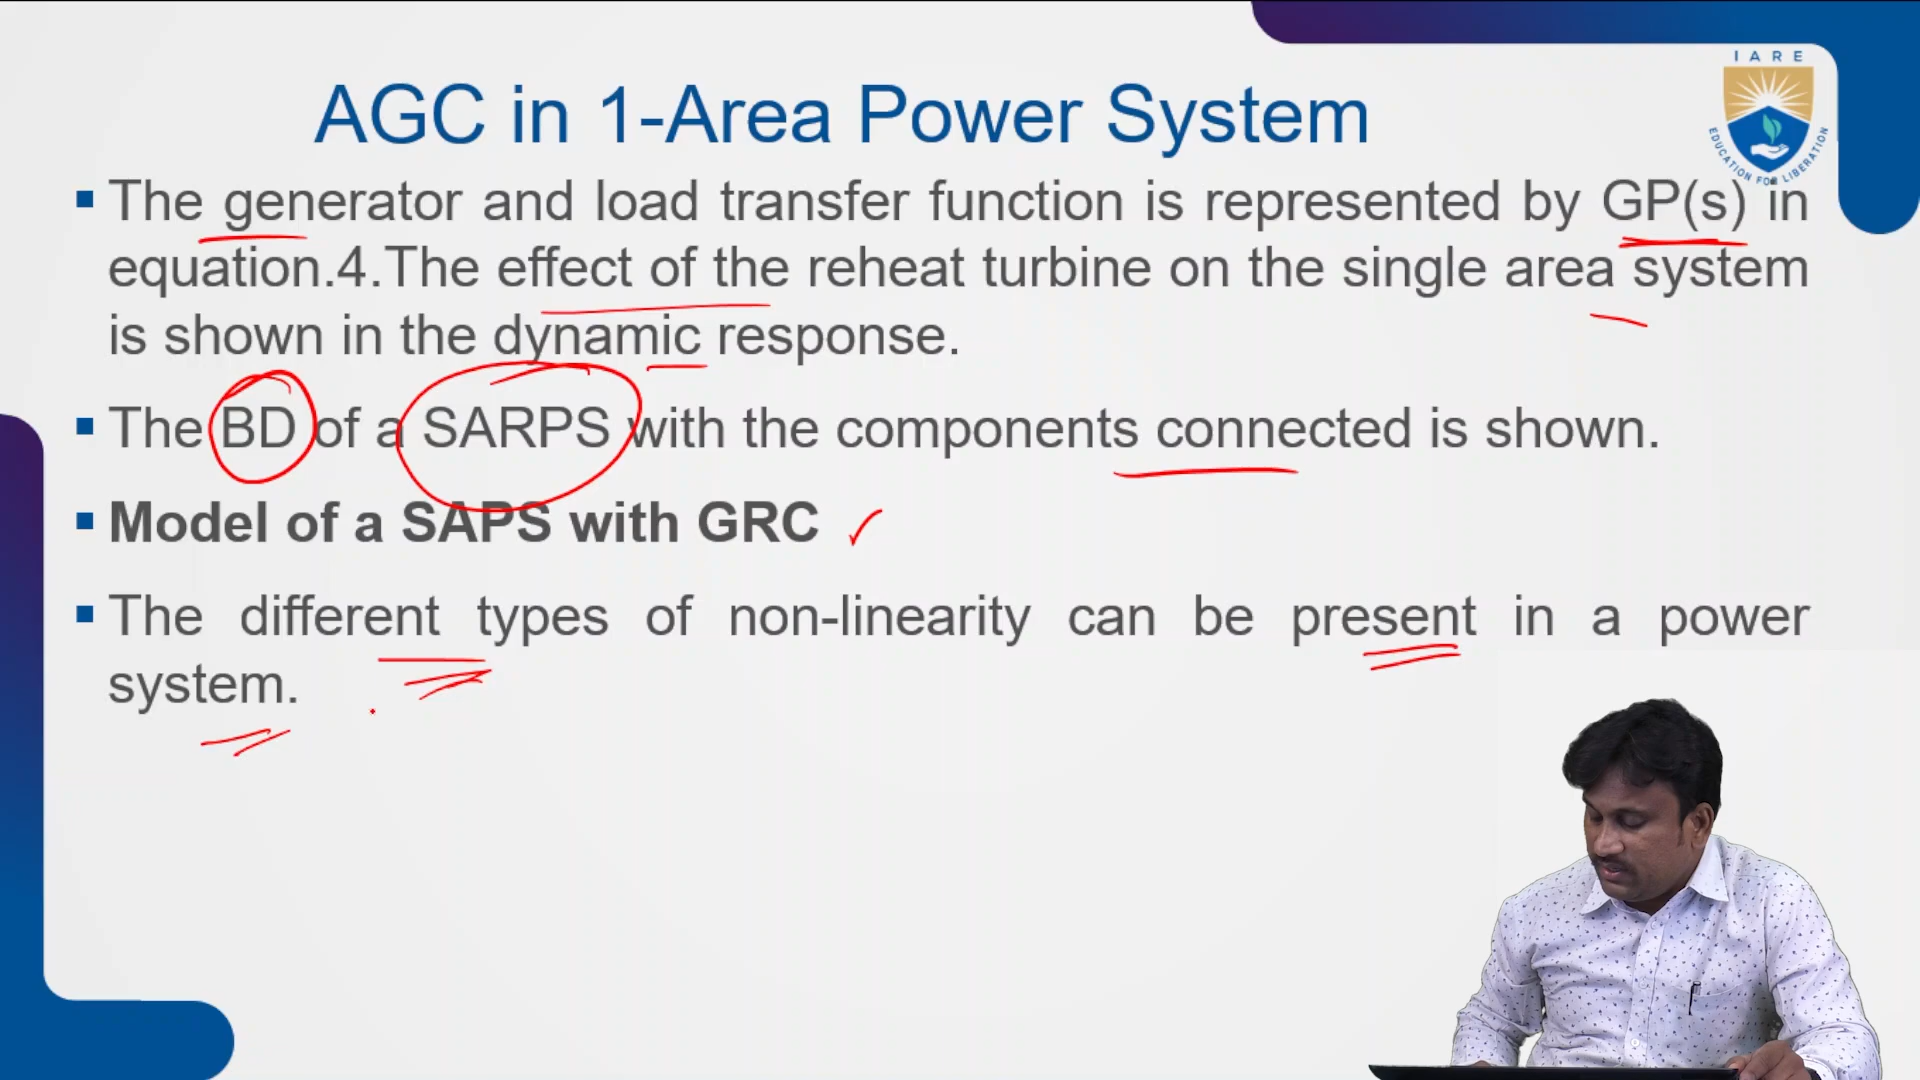 IARE
EDUCATION FOR LIBERATION
AGC in 1-Area Power System
▪ The generator and load transfer function is represented by GP(s) in
equation.4.The effect of the reheat turbine on the single area system
is shown in the dynamic response.
▪ The BD of a SARPS with the components connected is shown.
▪ Model of a SAPS with GRC
▪ The different types of non-linearity can be present in a power
system.